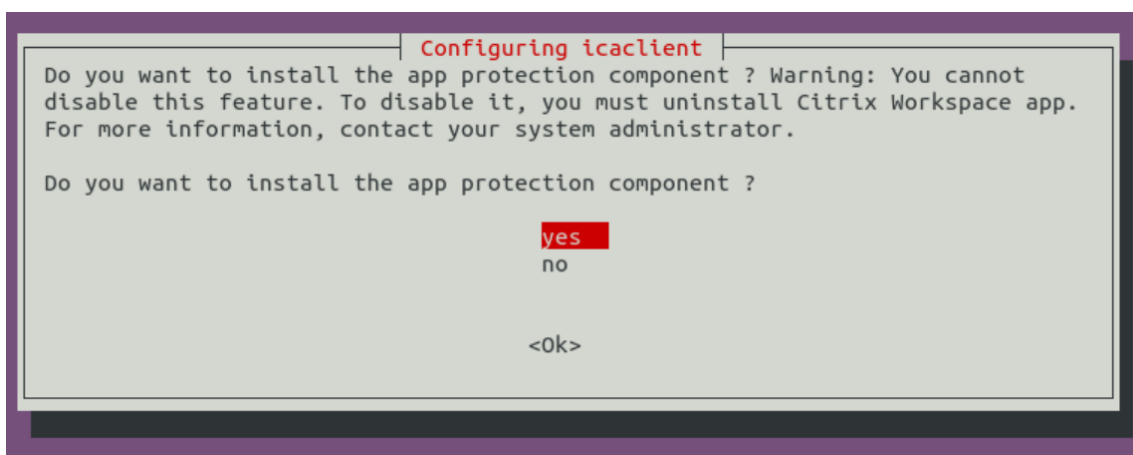 Configuring icaclient
Do you want to install the app protection component ? Warning: You cannot
disable this feature. To disable it, you must uninstall Citrix Workspace app.
For more information, contact your system administrator.
Do you want to install the app protection component ?
yes
no
<Ok>